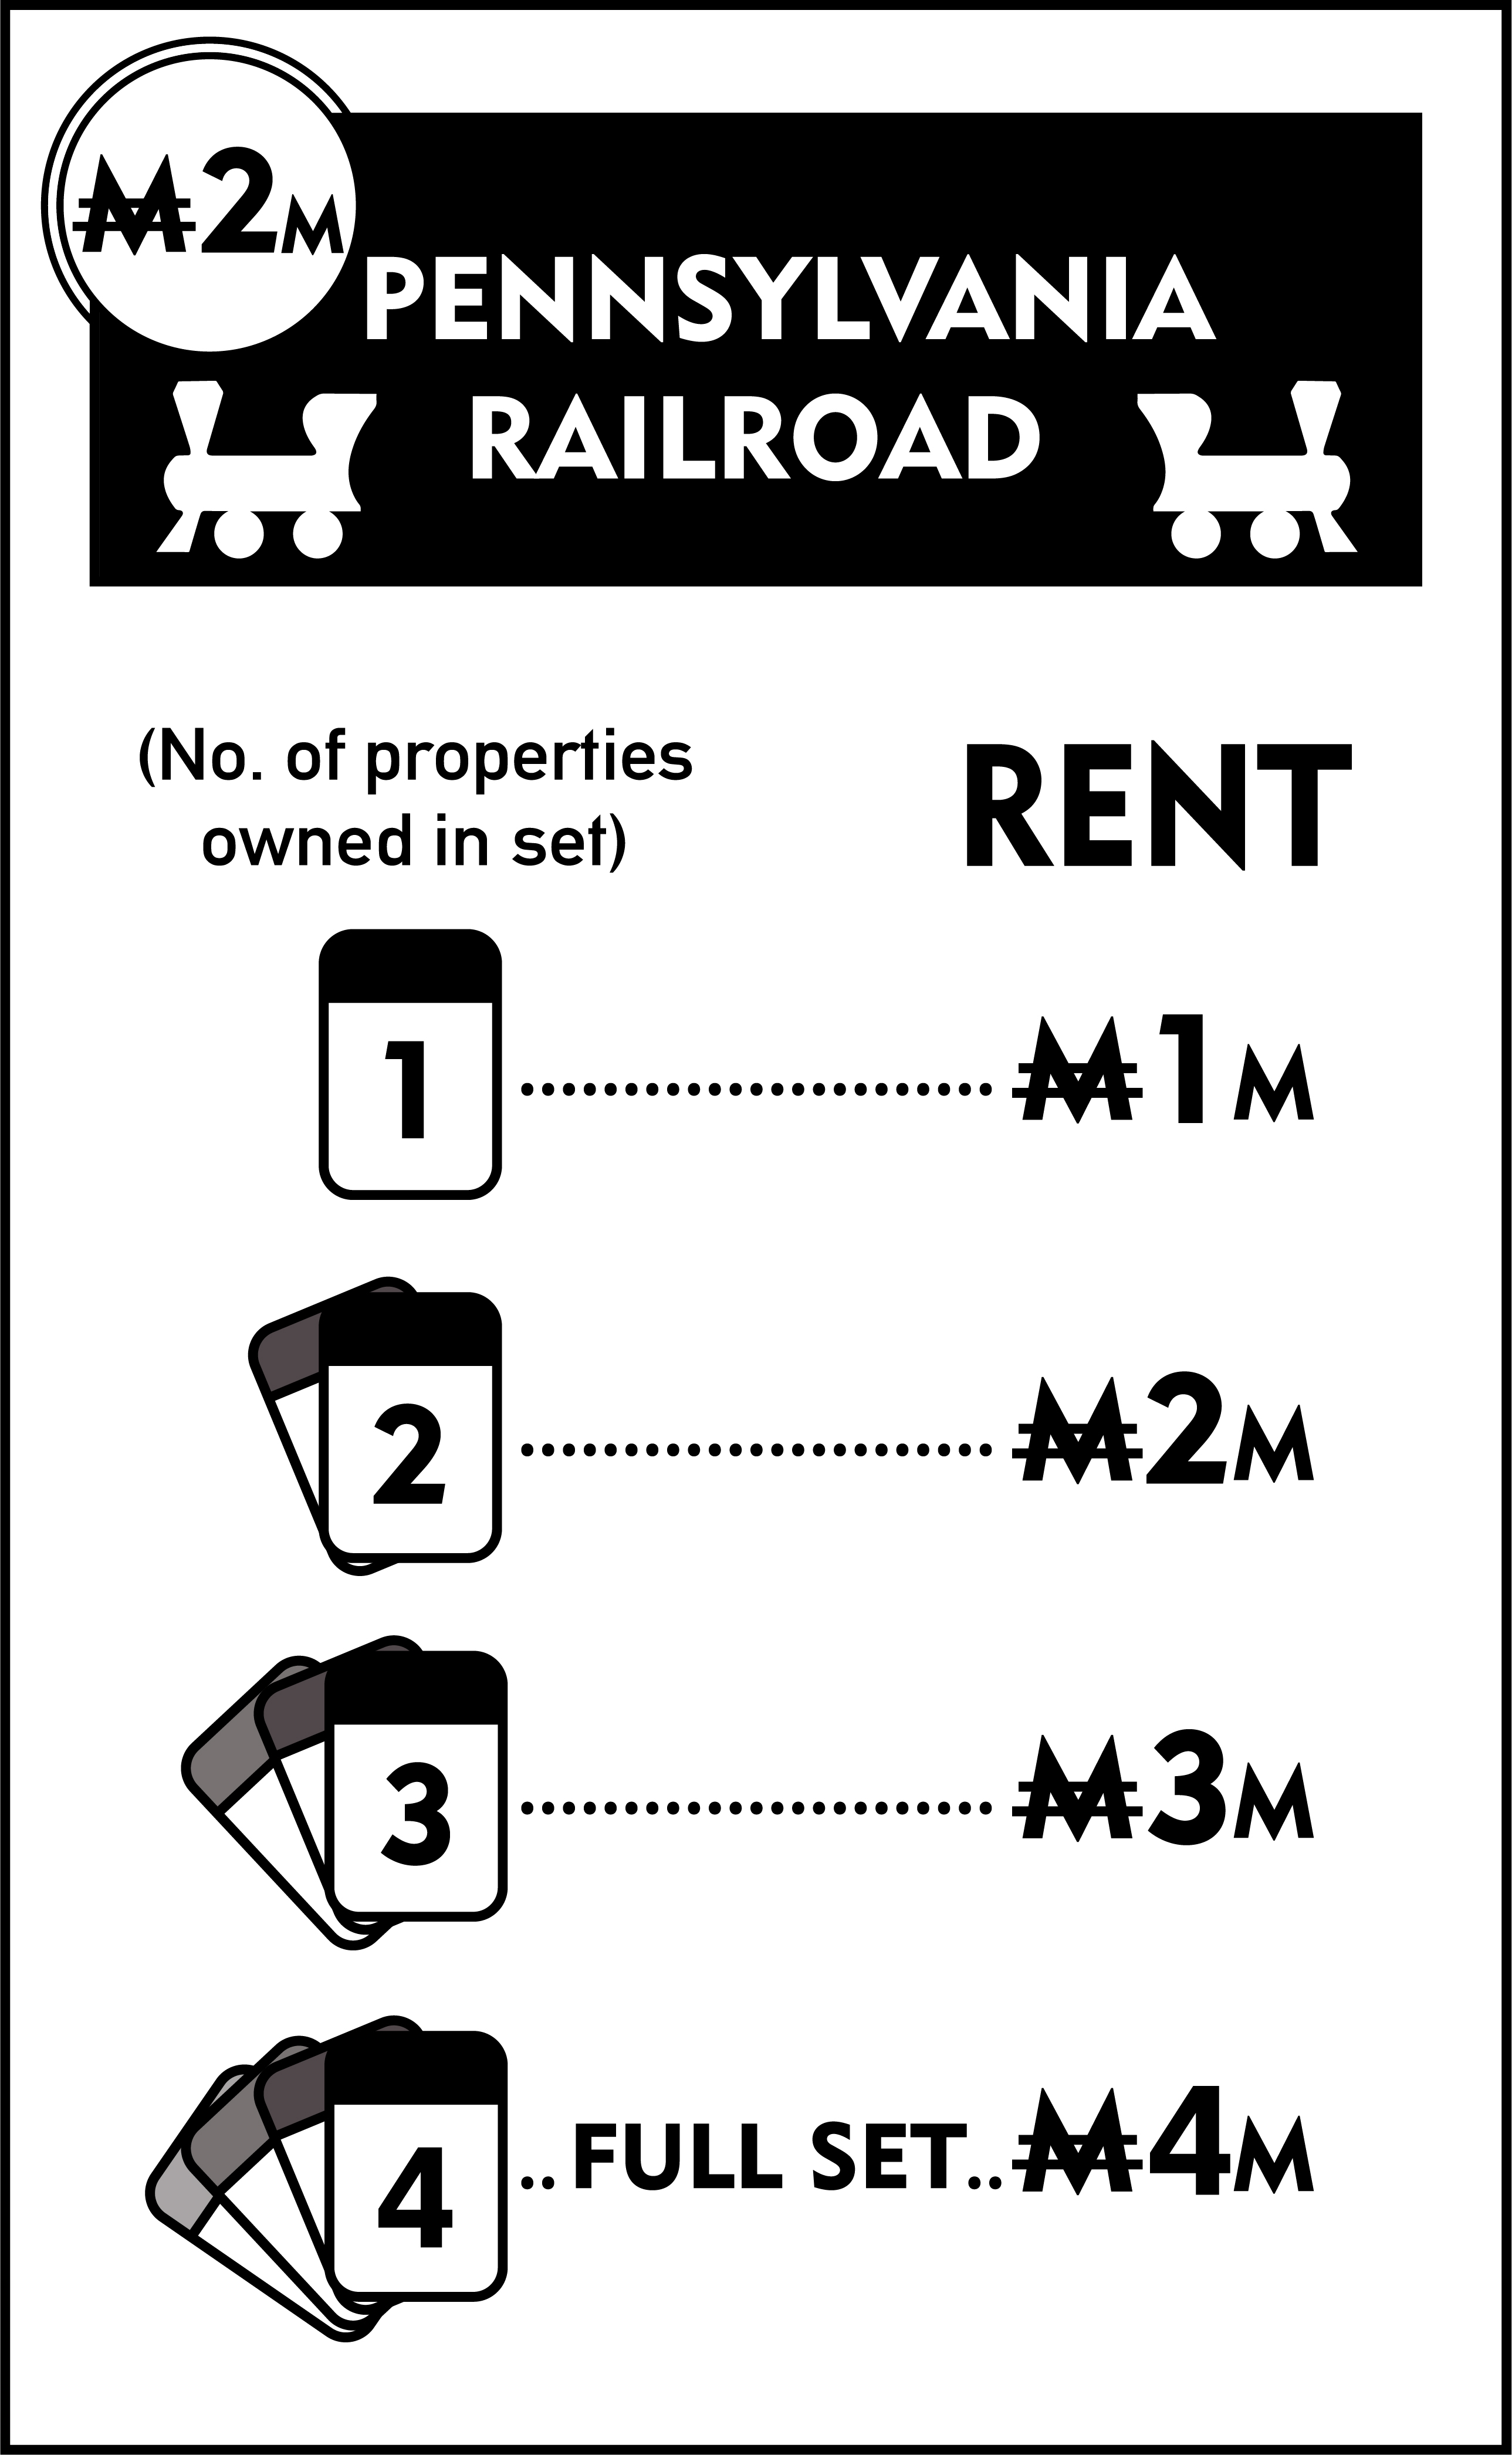 ₩2M
PENNSYLVANIA
RAILROAD
(No. of properties
owned in set)
RENT
1 .......................₩1M
2 .......................₩2M
3 .......................₩3M
4 ..FULL SET..₩4M